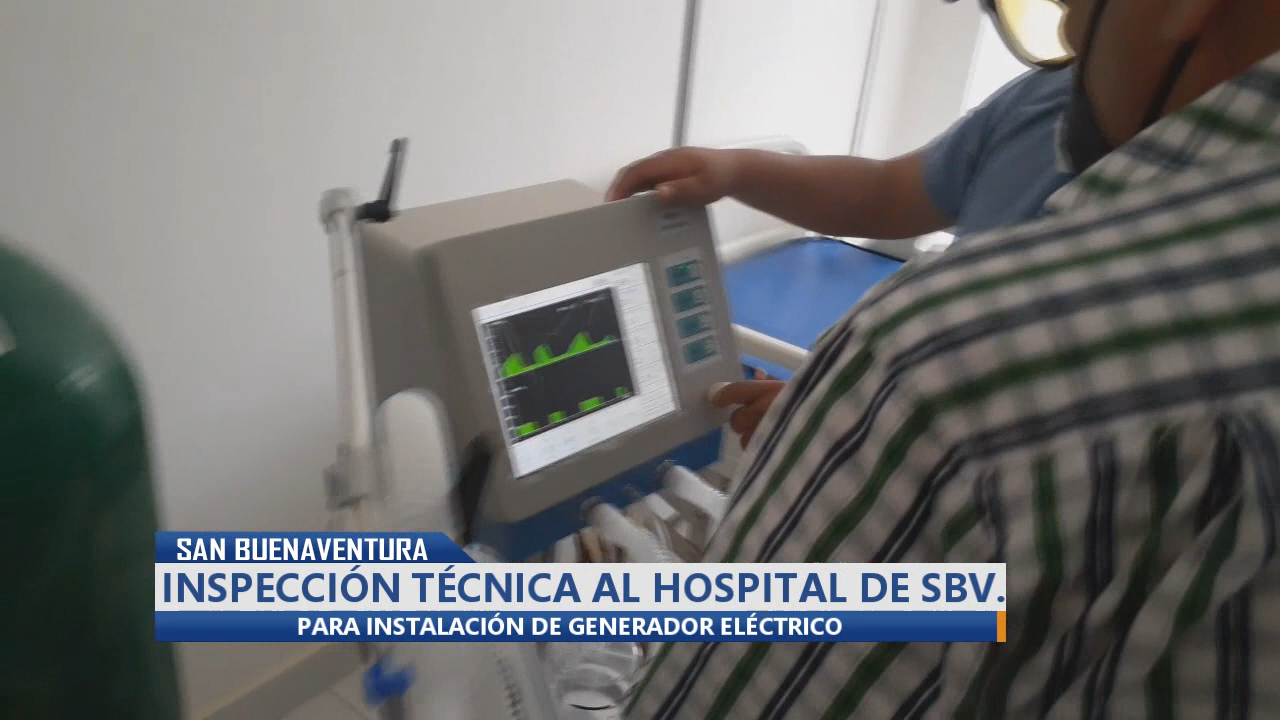 SAN BUENAVENTURA
INSPECCIÓN TÉCNICA AL HOSPITAL DE SBV.
PARA INSTALACIÓN DE GENERADOR ELÉCTRICO